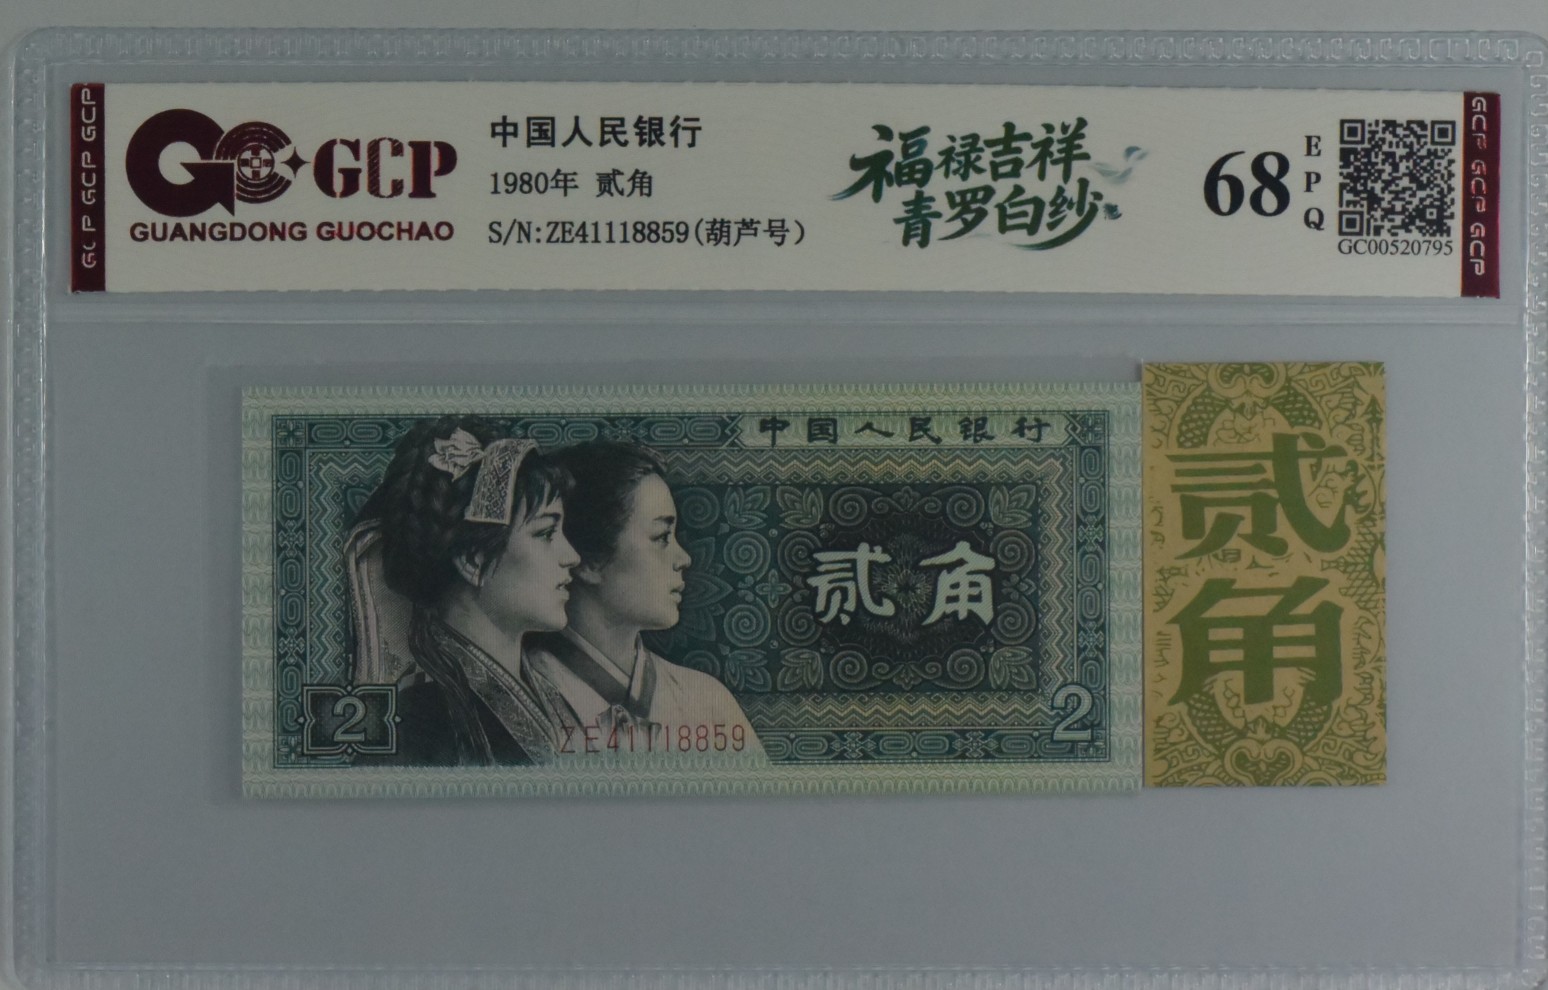 GCP
GUANGDONG GUOCHAO
中国人民银行
1980年 贰角
S/N:ZE41118859(葫芦号)
福禄吉祥
青罗白纱
68
EPQ
GC00520795
GCP GCP GCP
GCP GCP GCP
中国人民银行
贰角
2
ZE41118859
2
贰角